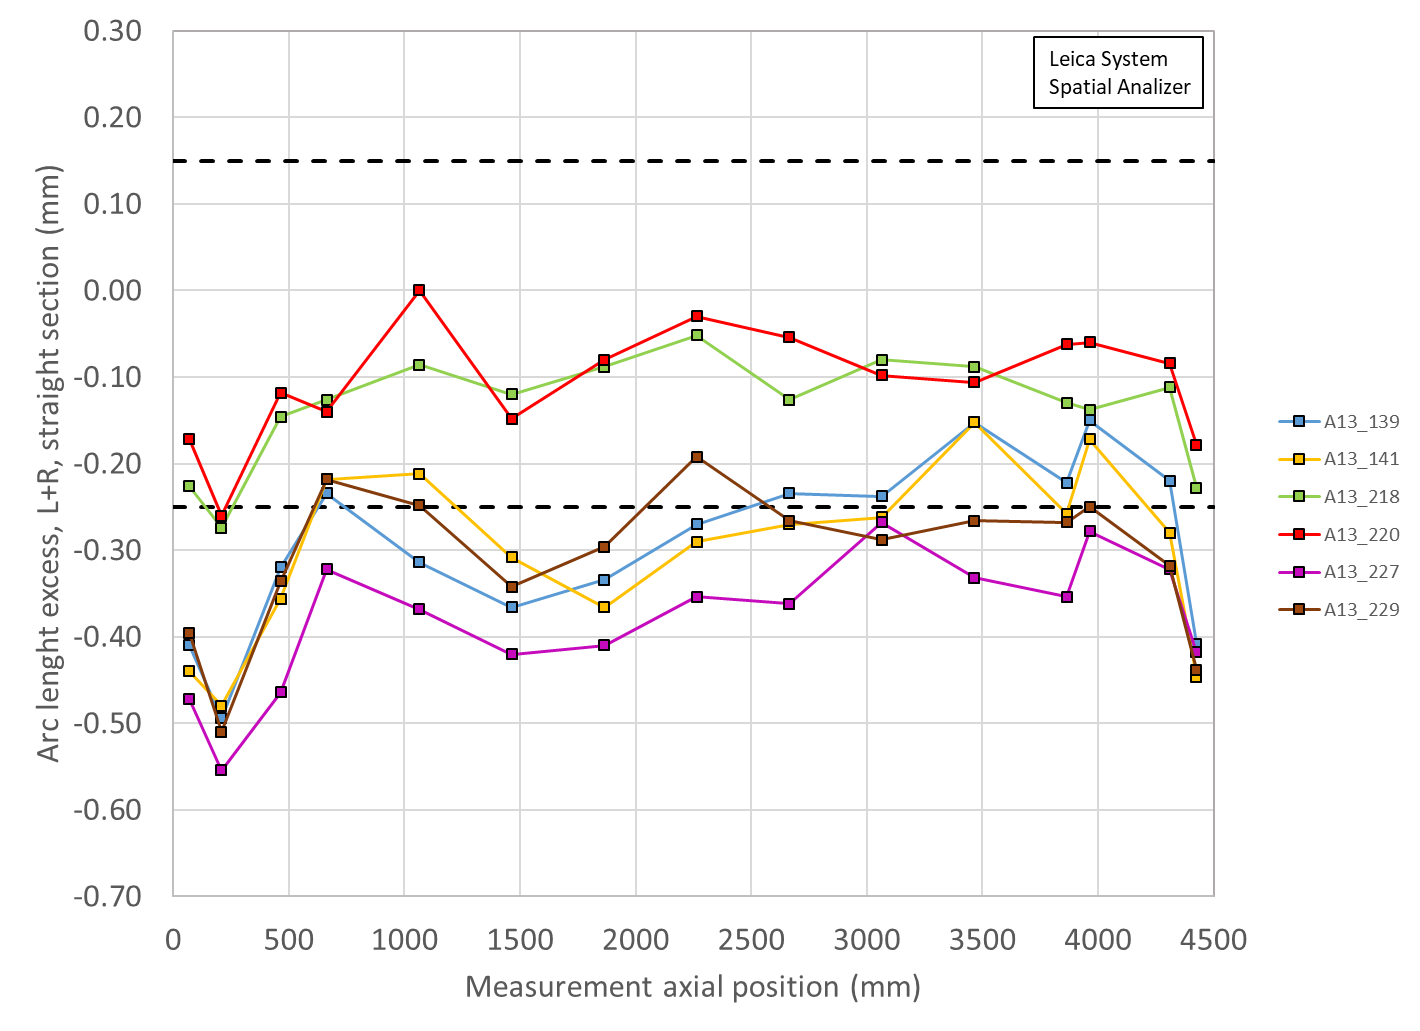 0.30
0.20
0.10
0.00
-0.10
-0.20
-0.30
-0.40
-0.50
-0.60
-0.70
Arc lenght excess, L+R, straight section (mm)
Leica System
Spatial Analizer
A13_139
A13_141
A13_218
A13_220
A13_227
A13_229
0 500 1000 1500 2000 2500 3000 3500 4000 4500
Measurement axial position (mm)